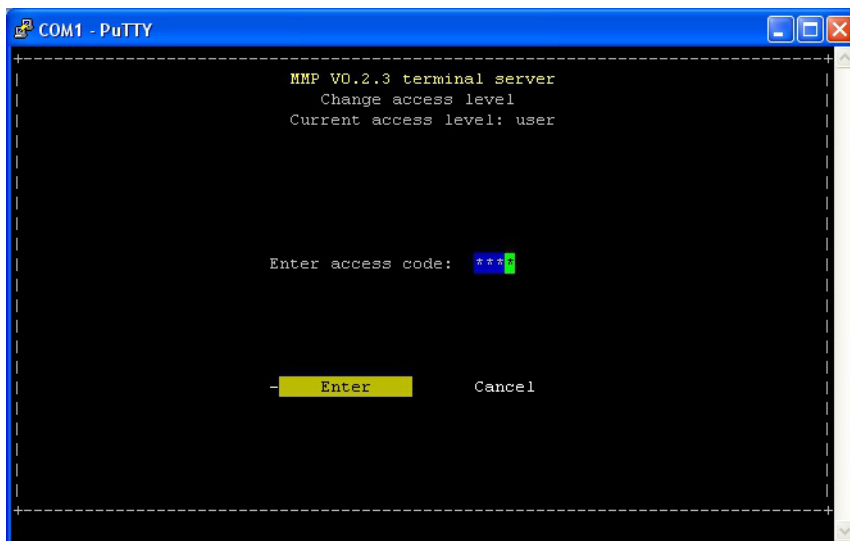 COM1 - PuTTY
MMP V0.2.3 terminal server
Change access level
Current access level: user
Enter access code: ****
Enter Cancel